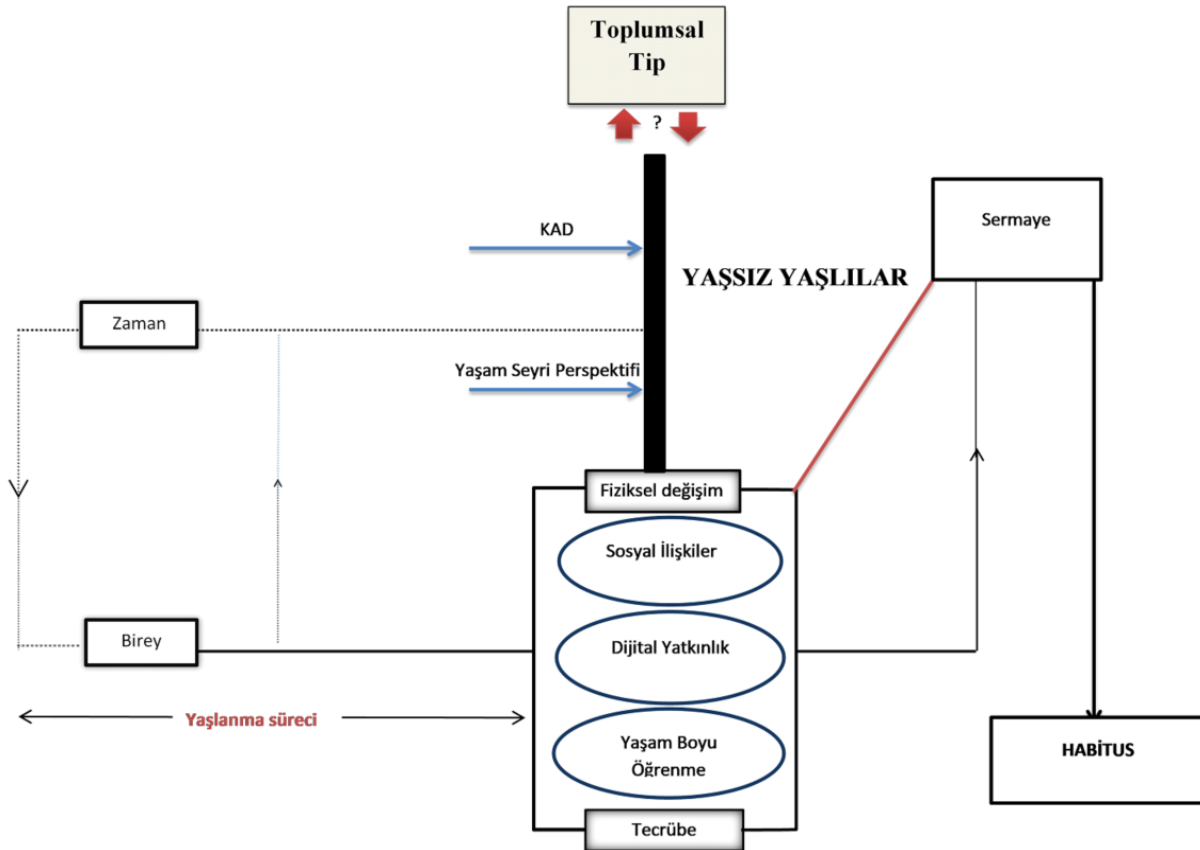 Toplumsal
Tip
?
KAD
Sermaye
YAŞSIZ YAŞLILAR
Zaman
Yaşam Seyri Perspektifi
Fiziksel değişim
Sosyal İlişkiler
Birey
Dijital Yatkınlık
Yaşlanma süreci
Yaşam Boyu
Öğrenme
HABİTUS
Tecrübe